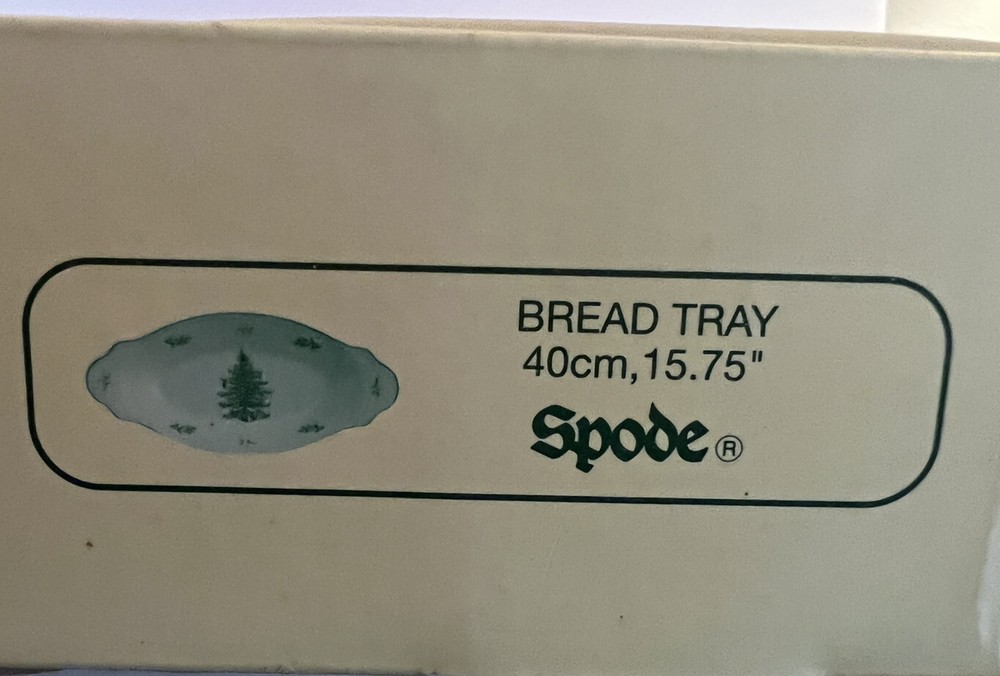 BREAD TRAY
40cm,15.75"
Spode ®